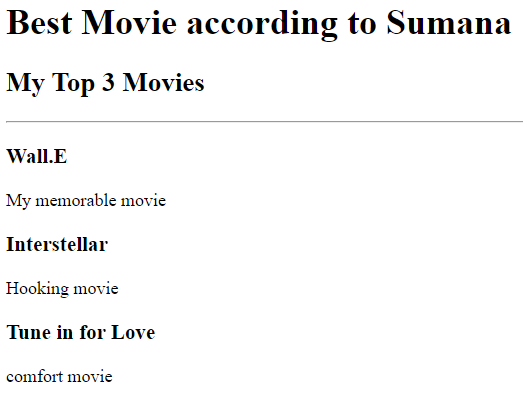 Best Movie according to Sumana
My Top 3 Movies
Wall.E
My memorable movie
Interstellar
Hooking movie
Tune in for Love
comfort movie